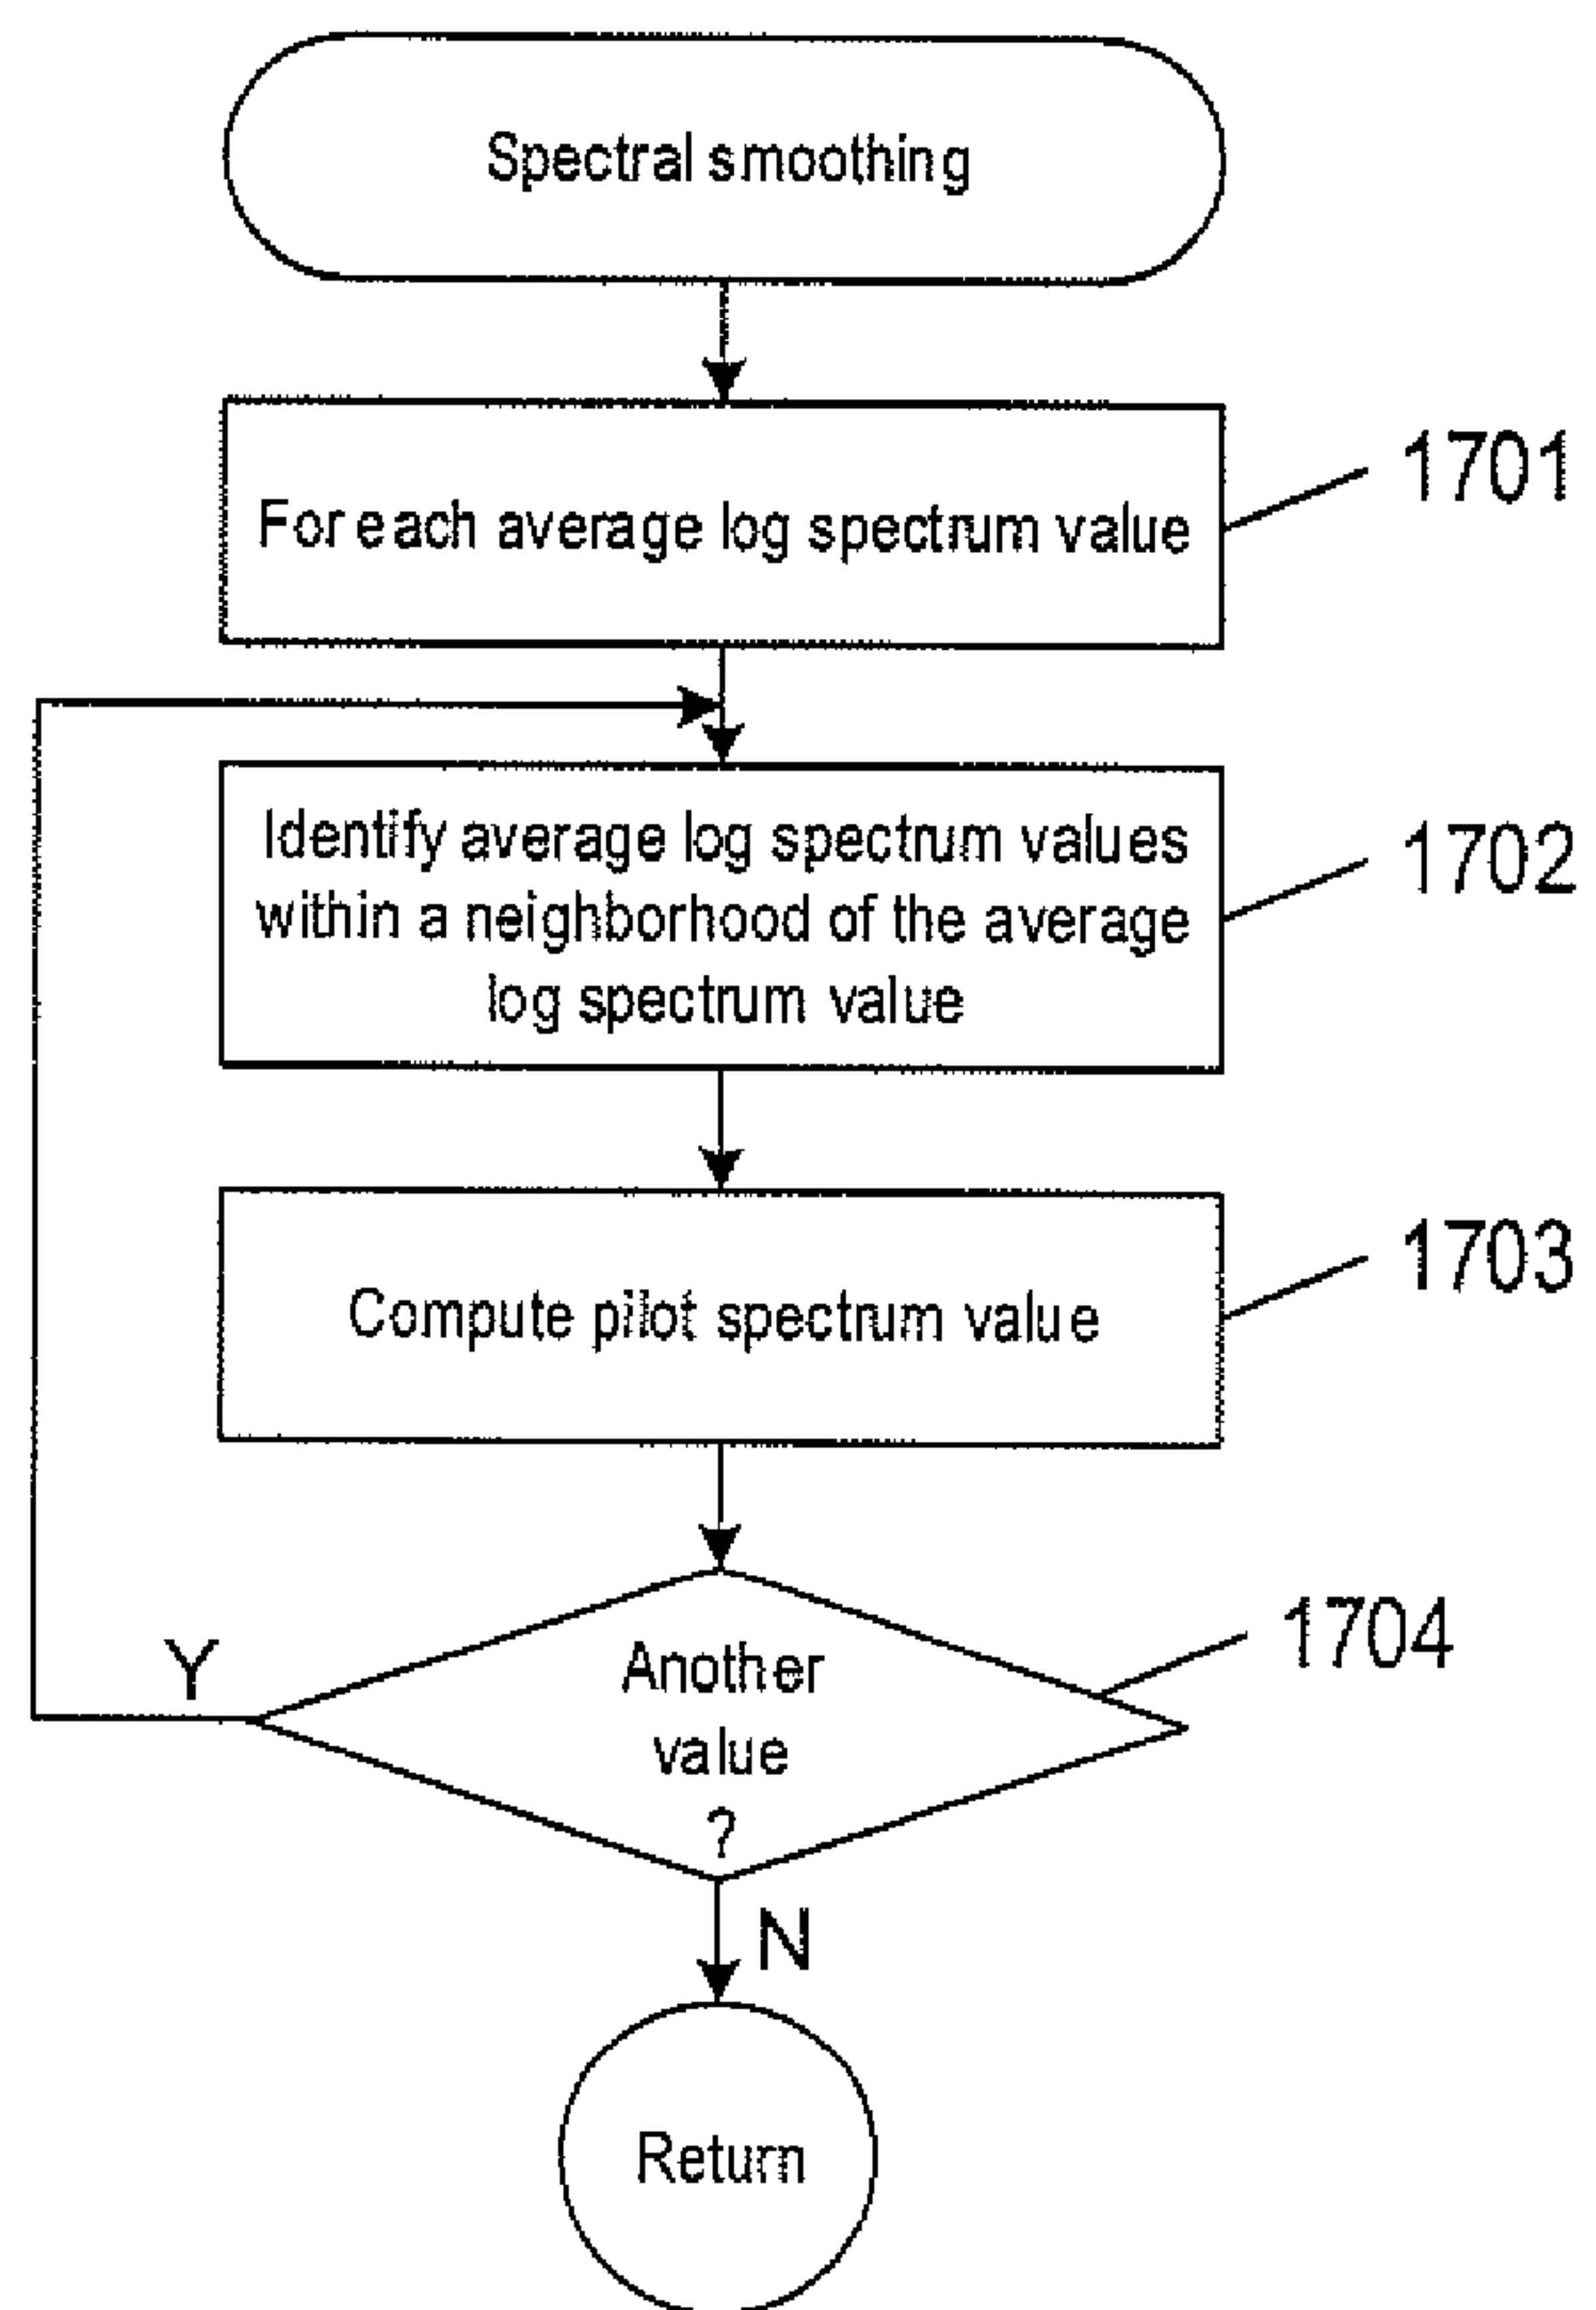 Spectral smoothing
For each average log spectrum value
1701
Identify average log spectrum values
within a neighborhood of the average
log spectrum value
1702
Compute pilot spectrum value
1703
Another
value
?
1704
Y
N
Return